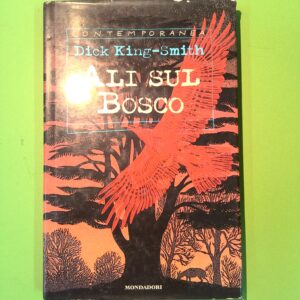 CONTEMPORANEA
Dick King-Smith
ALI SUL
BOSCO
MONDADORI